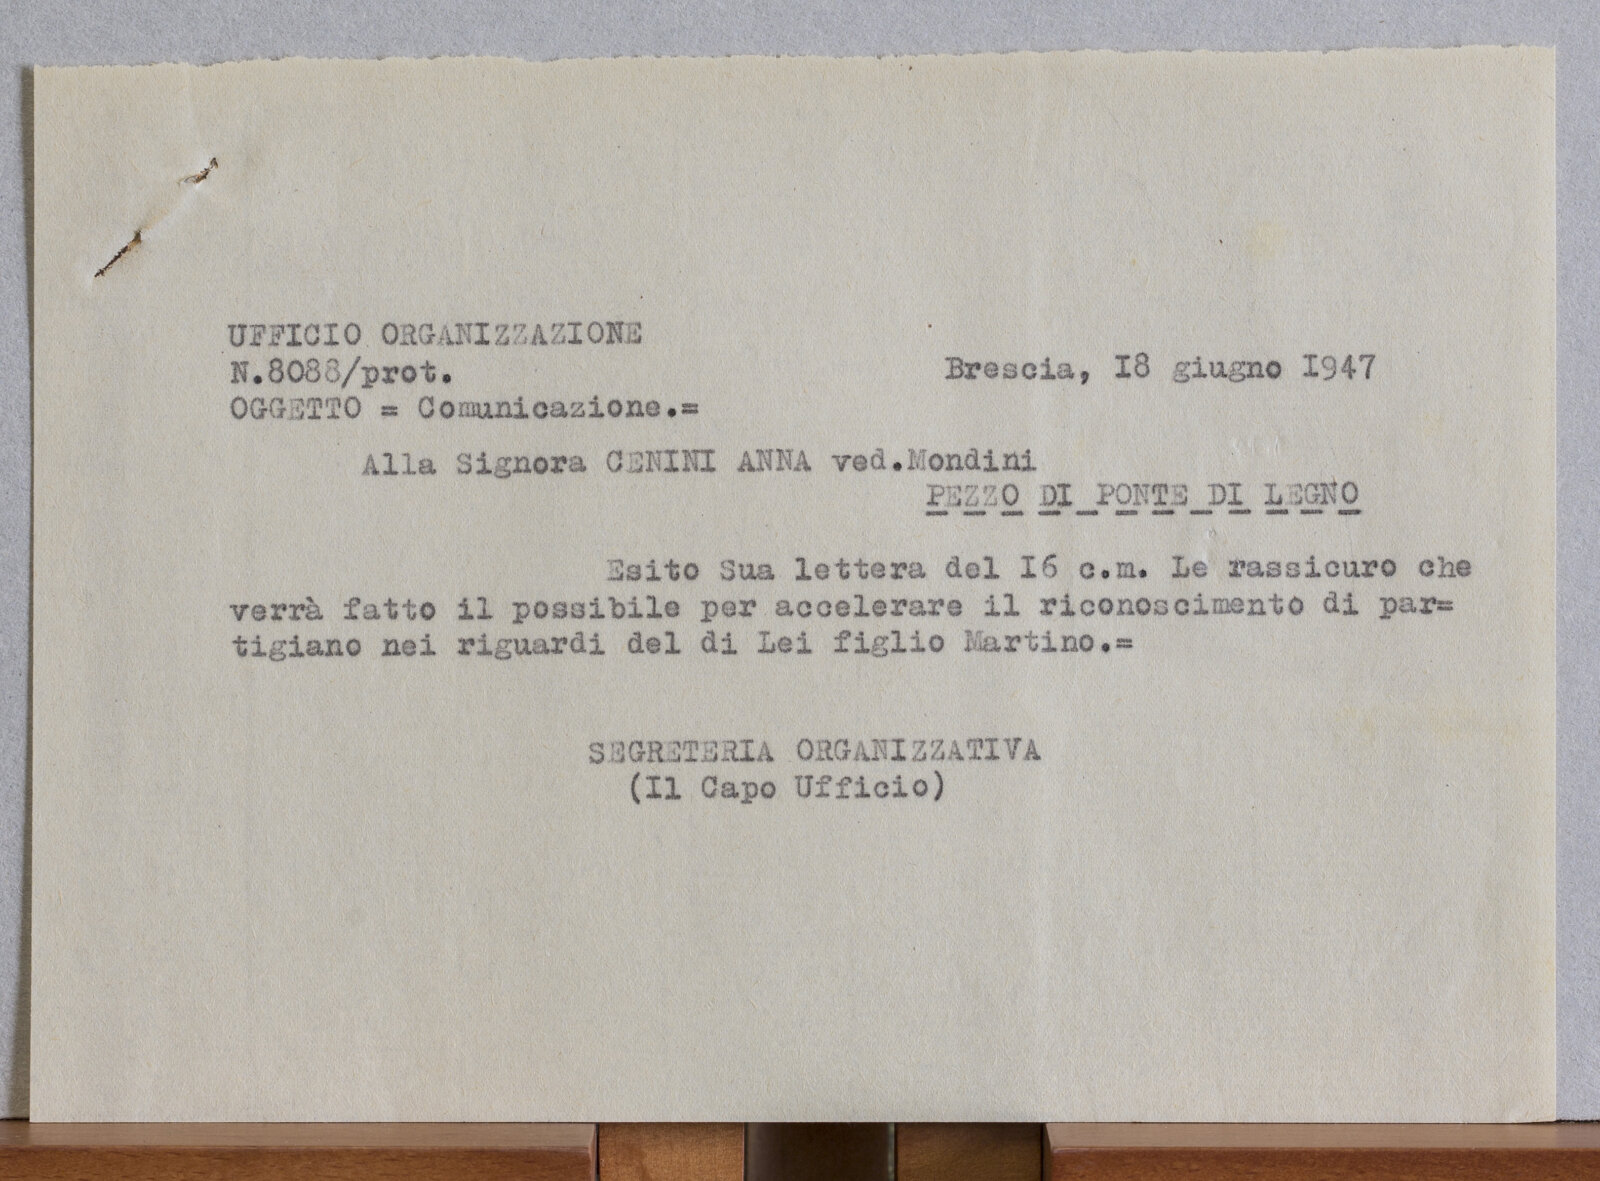 UFFICIO ORGANIZZAZIONE
N.8088/prot.
Brescia, I8 giugno I947
OGGETTO = Comunicazione.=
Alla Signora CENINI ANNA ved.Mondini
PEZZO DI PONTE DI LEGNO
Esito Sua lettera del I6 c.m. Le rassicuro che
verrà fatto il possibile per accelerare il riconoscimento di par=
tigiano nei riguardi del di Lei figlio Martino.=
SEGRETERIA ORGANIZZATIVA
(Il Capo Ufficio)